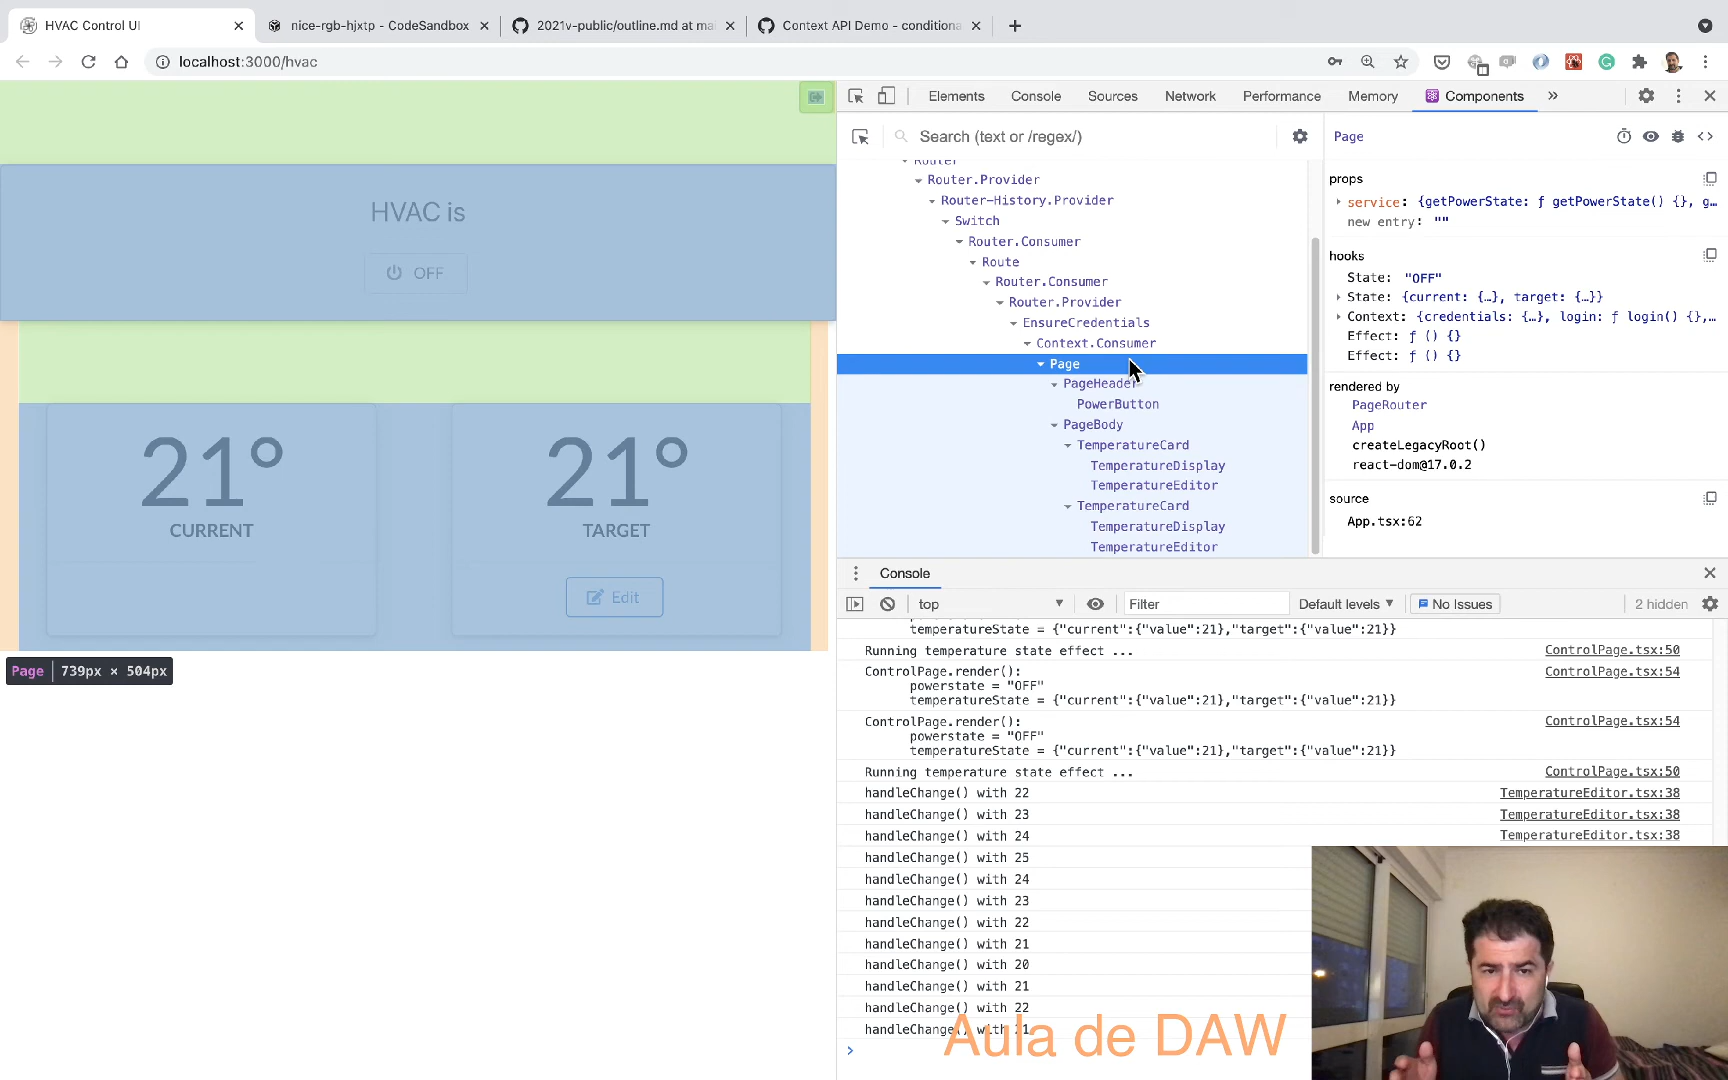 HVAC Control UI
nice-rgb-hjxtp - CodeSandbox
2021v-public/outline.md at mai
Context API Demo - conditiona
localhost:3000/hvac
Elements Console Sources Network Performance Memory Components
Search (text or /regex/)
Page
HVAC is
OFF
21°
CURRENT
21°
TARGET
Edit
Page 739px × 504px
Router
Router.Provider
Router-History.Provider
Switch
Router.Consumer
Route
Router.Consumer
Router.Provider
EnsureCredentials
Context.Consumer
Page
PageHeader
PowerButton
PageBody
TemperatureCard
TemperatureDisplay
TemperatureEditor
TemperatureCard
TemperatureDisplay
TemperatureEditor
props
service: {getPowerState: ƒ getPowerState() {}, g…
new entry: ""
hooks
State: "OFF"
State: {current: {…}, target: {…}}
Context: {credentials: {…}, login: ƒ login() {},…
Effect: ƒ () {}
Effect: ƒ () {}
rendered by
PageRouter
App
createLegacyRoot()
react-dom@17.0.2
source
App.tsx:62
Console
top Filter Default levels No Issues 2 hidden
temperatureState = {"current":{"value":21},"target":{"value":21}}
Running temperature state effect ... ControlPage.tsx:50
ControlPage.render(): ControlPage.tsx:54
powerstate = "OFF"
temperatureState = {"current":{"value":21},"target":{"value":21}}
ControlPage.render(): ControlPage.tsx:54
powerstate = "OFF"
temperatureState = {"current":{"value":21},"target":{"value":21}}
Running temperature state effect ... ControlPage.tsx:50
handleChange() with 22 TemperatureEditor.tsx:38
handleChange() with 23 TemperatureEditor.tsx:38
handleChange() with 24 TemperatureEditor.tsx:38
handleChange() with 25
handleChange() with 24
handleChange() with 23
handleChange() with 22
handleChange() with 21
handleChange() with 20
handleChange() with 21
handleChange() with 22
handleChange() with 21
Aula de DAW